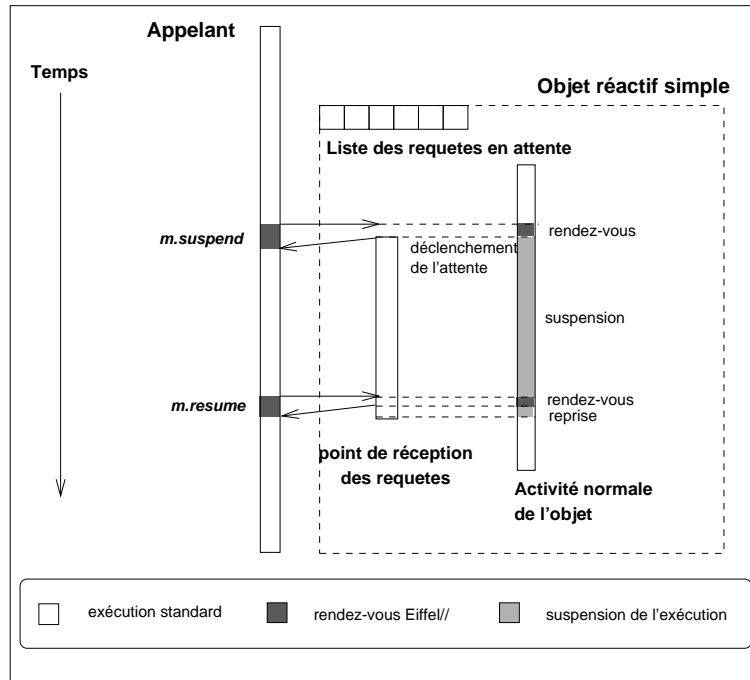 Appelant
Temps
Objet réactif simple
Liste des requetes en attente
m.suspend
rendez-vous
déclenchement
de l'attente
suspension
m.resume
rendez-vous
reprise
point de réception
des requetes
Activité normale
de l'objet
exécution standard
rendez-vous Eiffel//
suspension de l'exécution